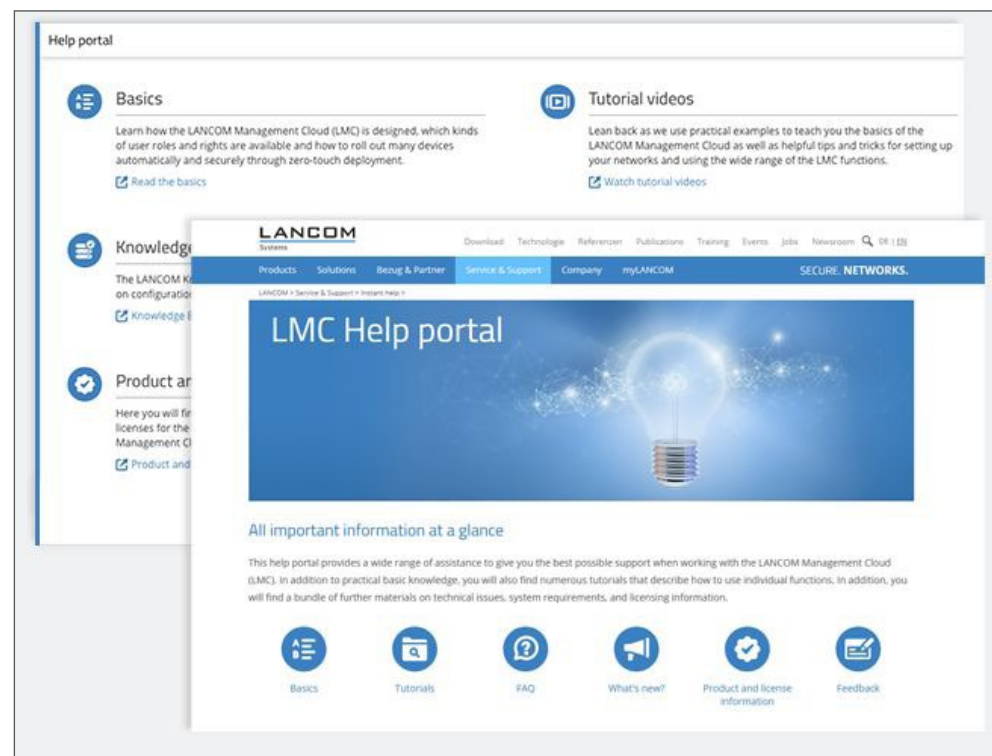 Help portal
Basics
Learn how the LANCOM Management Cloud (LMC) is designed, which kinds
of user roles and rights are available and how to roll out many devices
automatically and securely through zero-touch deployment.
Read the basics
Tutorial videos
Lean back as we use practical examples to teach you the basics of the
LANCOM Management Cloud as well as helpful tips and tricks for setting up
your networks and using the wide range of the LMC functions.
Watch tutorial videos
Knowledge
The LANCOM
on configuration
Knowledge
Product
Here you will
licenses for the
Management
Product and
LANCOM
Systems
Download Technologie Referenzen Publications Training Events Jobs Newsroom DE | EN
Products Solutions Bezug & Partner Service & Support Company myLANCOM SECURE. NETWORKS.
LANCOM > Service & Support > Instant help >
LMC Help portal
All important information at a glance
This help portal provides a wide range of assistance to give you the best possible support when working with the LANCOM Management Cloud
(LMC). In addition to practical basic knowledge, you will also find numerous tutorials that describe how to use individual functions. In addition, you
will find a bundle of further materials on technical issues, system requirements, and licensing information.
Basics
Tutorials
FAQ
What's new?
Product and license
information
Feedback